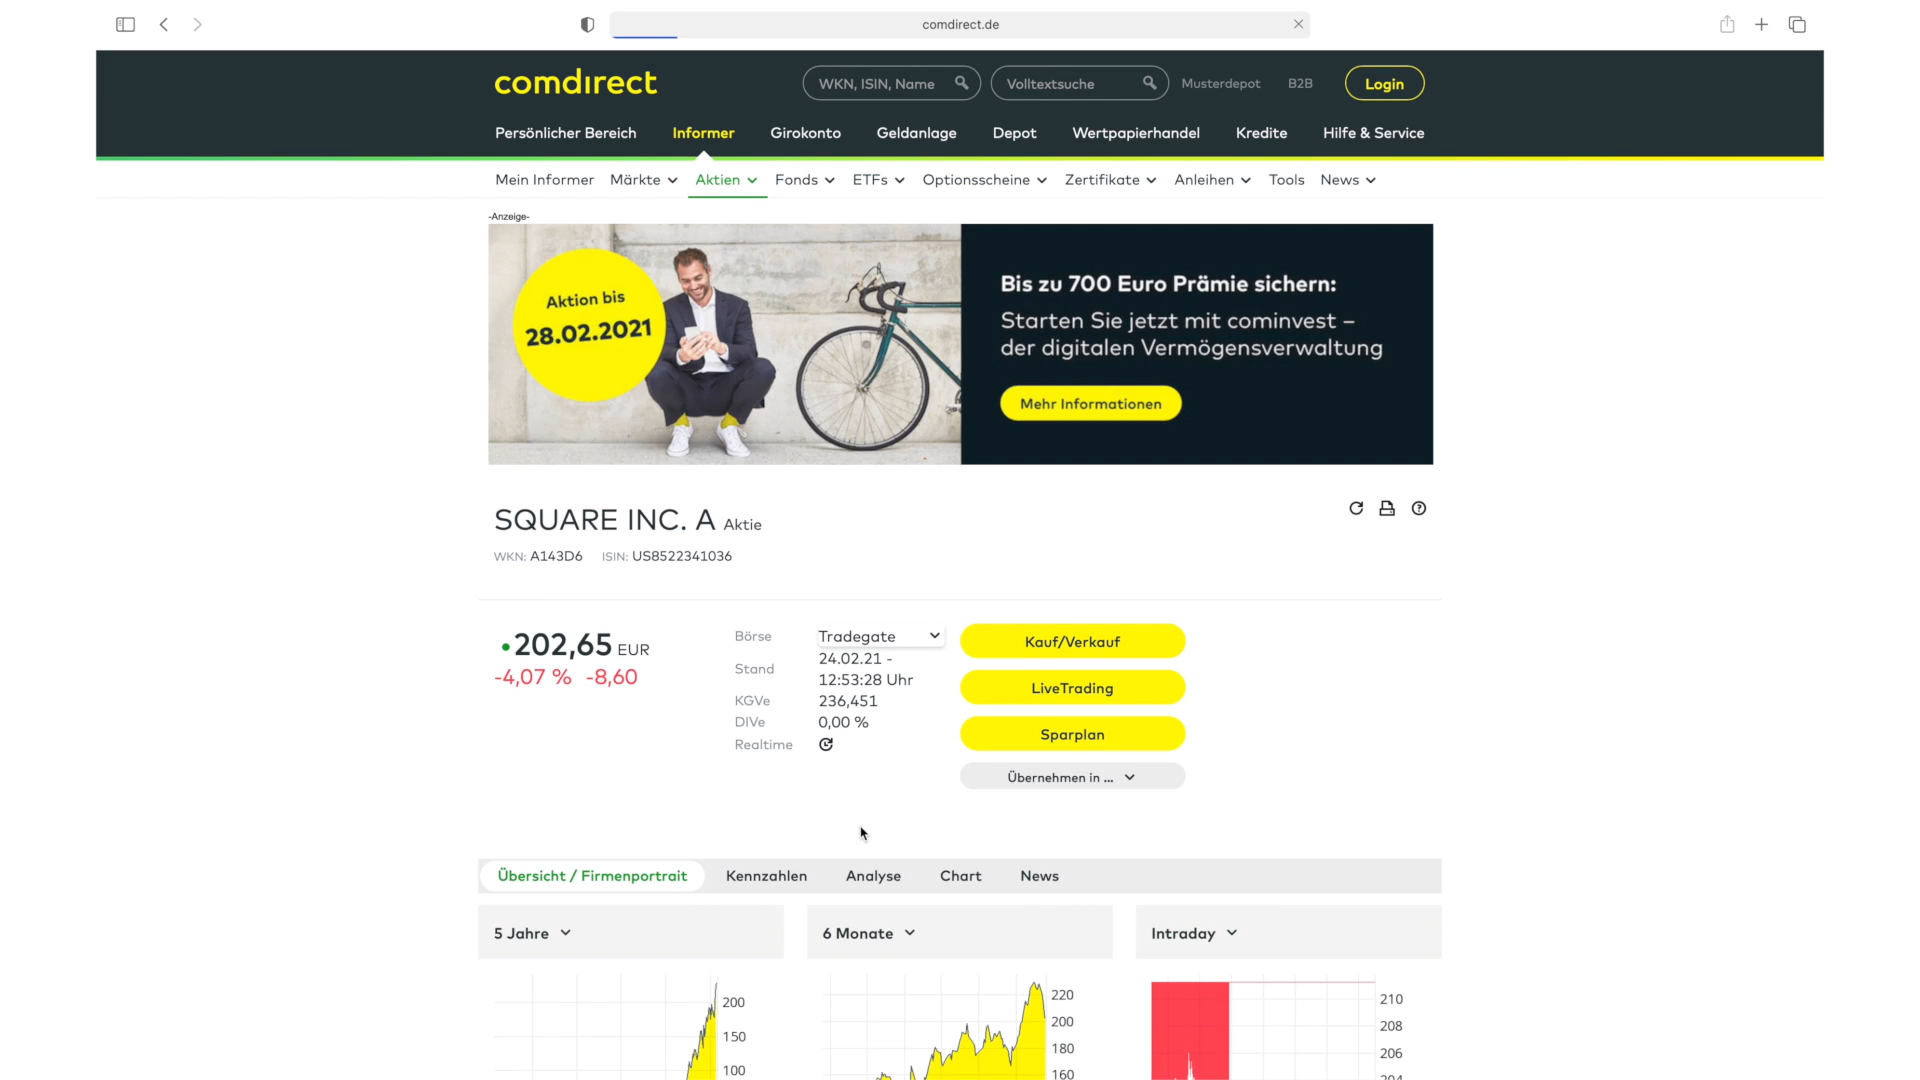 comdirect.de
comdirect
WKN, ISIN, Name
Volltextsuche
Musterdepot
B2B
Login
Persönlicher Bereich
Informer
Girokonto
Geldanlage
Depot
Wertpapierhandel
Kredite
Hilfe & Service
Mein Informer
Märkte
Aktien
Fonds
ETFs
Optionsscheine
Zertifikate
Anleihen
Tools
News
-Anzeige-
Aktion bis
28.02.2021
Bis zu 700 Euro Prämie sichern:
Starten Sie jetzt mit cominvest –
der digitalen Vermögensverwaltung
Mehr Informationen
SQUARE INC. A Aktie
WKN: A143D6 ISIN: US8522341036
202,65 EUR
-4,07 % -8,60
Börse Tradegate
Stand 24.02.21 -
12:53:28 Uhr
KGVe 236,451
DIVe 0,00 %
Realtime
Kauf/Verkauf
LiveTrading
Sparplan
Übernehmen in ...
Übersicht / Firmenportrait
Kennzahlen
Analyse
Chart
News
5 Jahre
6 Monate
Intraday
200
150
100
220
200
180
160
210
208
206
204